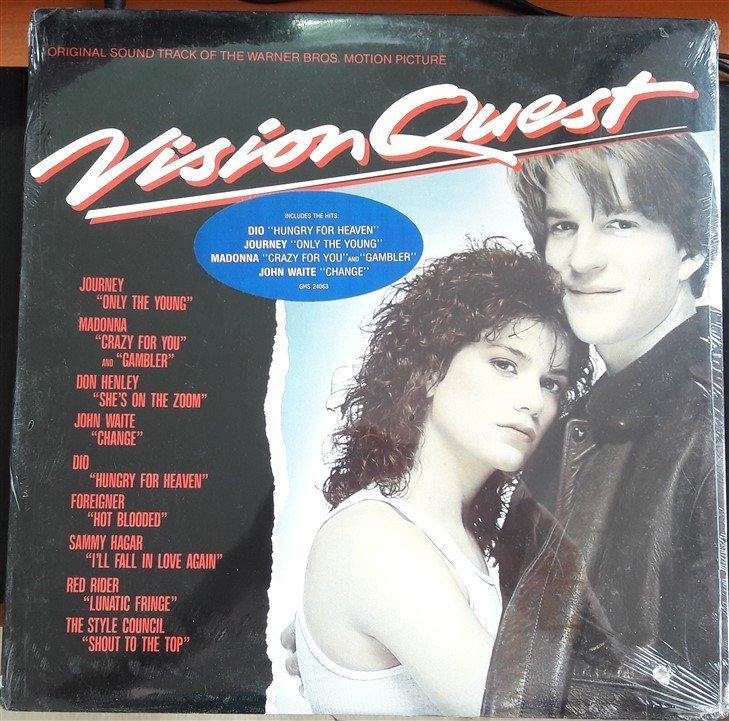 ORIGINAL SOUND TRACK OF THE WARNER BROS. MOTION PICTURE
Vision Quest
INCLUDES THE HITS:
DIO "HUNGRY FOR HEAVEN"
JOURNEY "ONLY THE YOUNG"
MADONNA "CRAZY FOR YOU" AND "GAMBLER"
JOHN WAITE "CHANGE"
GHS 24063
JOURNEY
"ONLY THE YOUNG"
MADONNA
"CRAZY FOR YOU"
AND "GAMBLER"
DON HENLEY
"SHE'S ON THE ZOOM"
JOHN WAITE
"CHANGE"
DIO
"HUNGRY FOR HEAVEN"
FOREIGNER
"HOT BLOODED"
SAMMY HAGAR
"I'LL FALL IN LOVE AGAIN"
RED RIDER
"LUNATIC FRINGE"
THE STYLE COUNCIL
"SHOUT TO THE TOP"